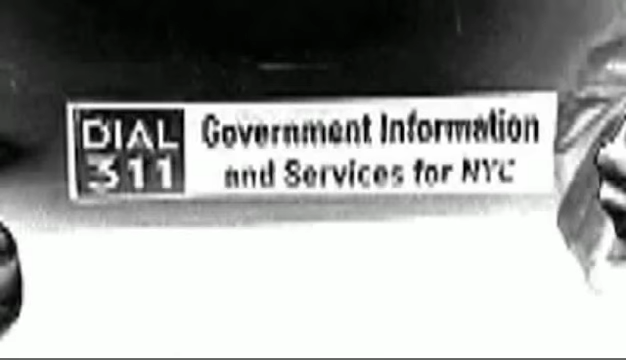 DIAL
311
Government Information
and Services for NYC